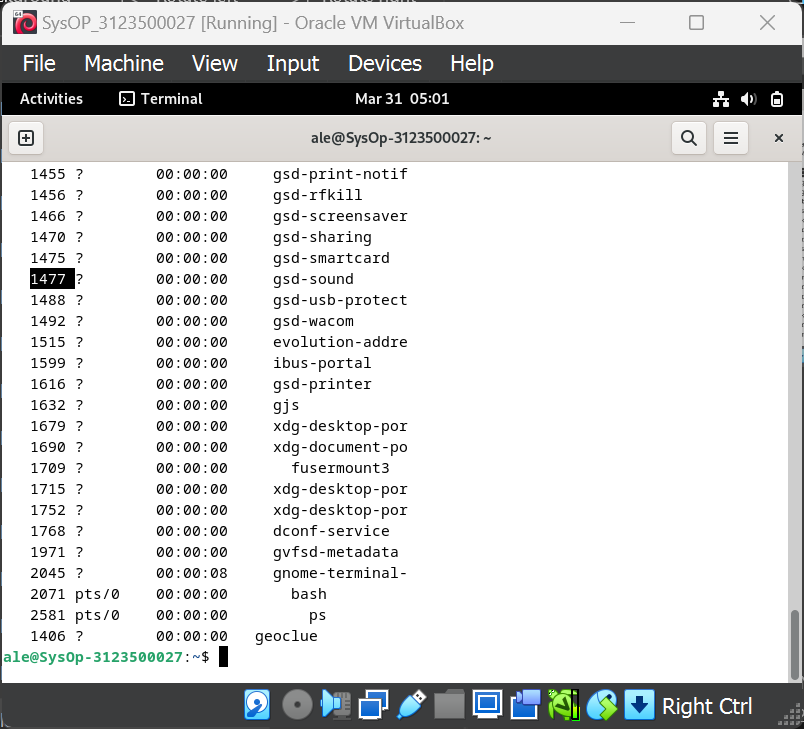 SysOP_3123500027 [Running] - Oracle VM VirtualBox
File Machine View Input Devices Help
Activities Terminal Mar 31 05:01
ale@SysOp-3123500027: ~
1455 ? 00:00:00 gsd-print-notif
1456 ? 00:00:00 gsd-rfkill
1466 ? 00:00:00 gsd-screensaver
1470 ? 00:00:00 gsd-sharing
1475 ? 00:00:00 gsd-smartcard
1477 ? 00:00:00 gsd-sound
1488 ? 00:00:00 gsd-usb-protect
1492 ? 00:00:00 gsd-wacom
1515 ? 00:00:00 evolution-addre
1599 ? 00:00:00 ibus-portal
1616 ? 00:00:00 gsd-printer
1632 ? 00:00:00 gjs
1679 ? 00:00:00 xdg-desktop-por
1690 ? 00:00:00 xdg-document-po
1709 ? 00:00:00 fusermount3
1715 ? 00:00:00 xdg-desktop-por
1752 ? 00:00:00 xdg-desktop-por
1768 ? 00:00:00 dconf-service
1971 ? 00:00:00 gvfsd-metadata
2045 ? 00:00:08 gnome-terminal-
2071 pts/0 00:00:00 bash
2581 pts/0 00:00:00 ps
1406 ? 00:00:00 geoclue
ale@SysOp-3123500027:~$
Right Ctrl